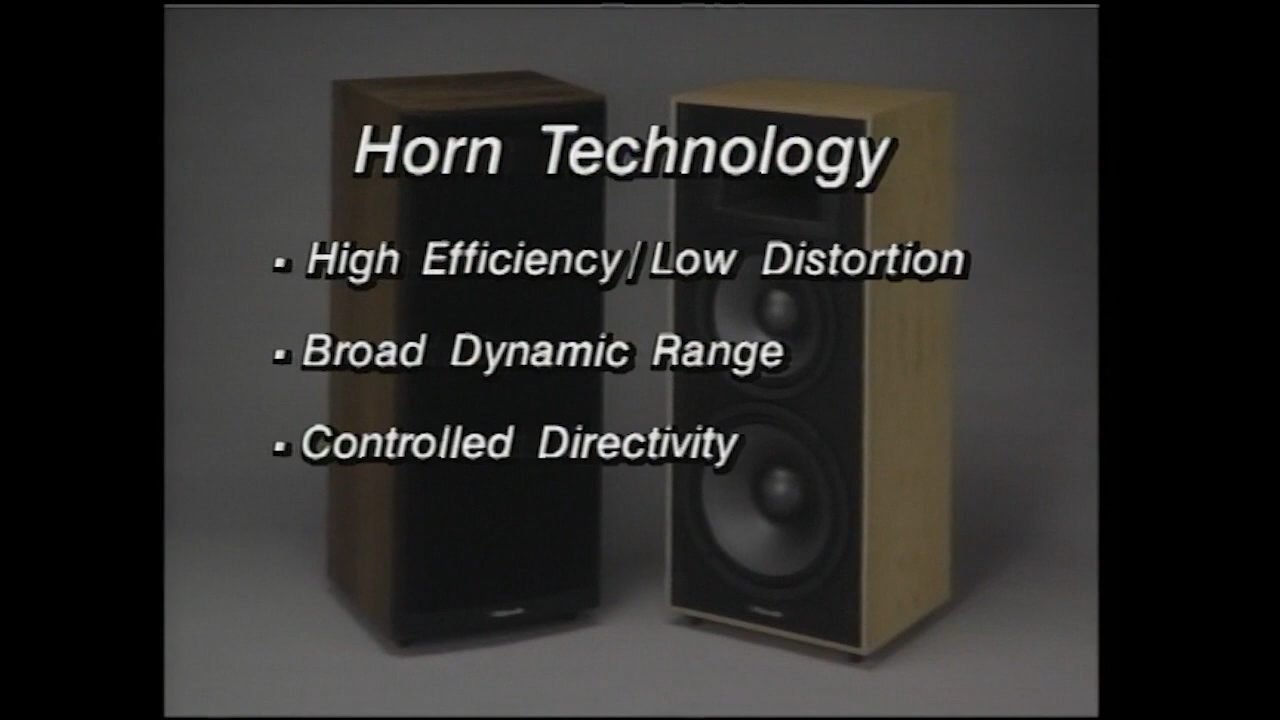 Horn Technology
▪ High Efficiency/Low Distortion
▪ Broad Dynamic Range
▪ Controlled Directivity